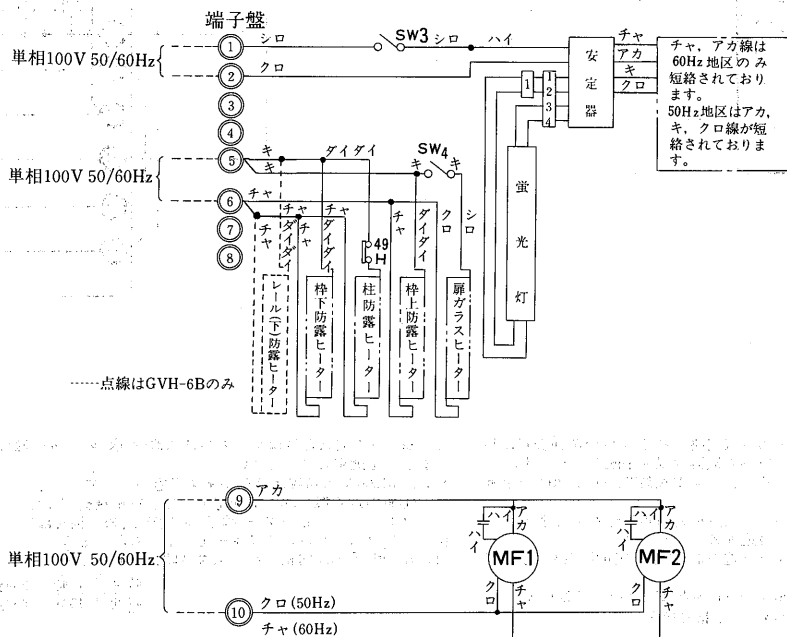 端子盤
単相100V 50/60Hz
① シロ SW3 シロ ハイ
② クロ
③
④
安定器
チャ
アカ
キ
クロ
チャ，アカ線は
60Hz地区のみ
短絡されており
ます。
50Hz地区はアカ，
キ，クロ線が短
絡されておりま
す。
1
1
2
3
4
蛍光灯
単相100V 50/60Hz
⑤ キ ダイダイ キ SW4 キ
キ
⑥ チャ
⑦ チャ チャ チャ
⑧
ダイダイ
チャ
ダイダイ
49
H
チャ
ダイダイ
クロ
シロ
レール(下)防露ヒーター
枠下防露ヒーター
柱防露ヒーター
枠上防露ヒーター
扉ガラスヒーター
-----点線はGVH-6Bのみ
単相100V 50/60Hz
⑨ アカ
ハイ アカ
ハイ
MF1
クロ チャ
ハイ アカ
ハイ
MF2
クロ チャ
⑩ クロ(50Hz)
チャ(60Hz)